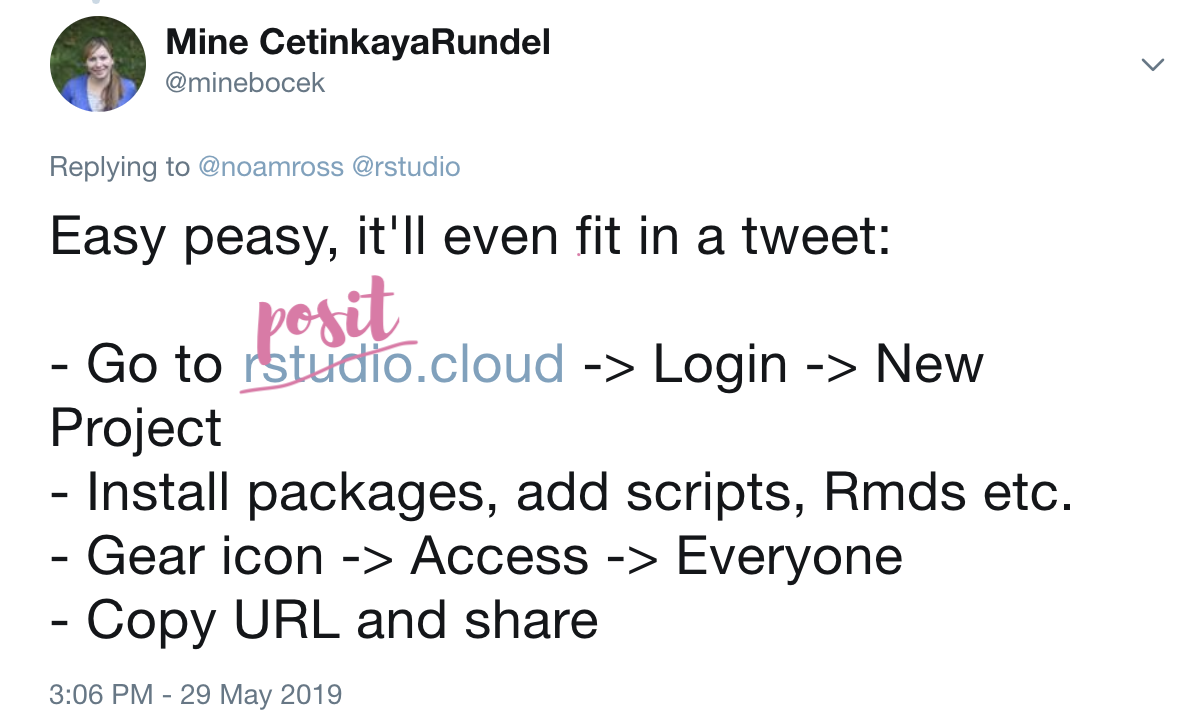 Mine CetinkayaRundel
@minebocek
Replying to @noamross @rstudio
Easy peasy, it'll even fit in a tweet:
posit
- Go to rstudio.cloud -> Login -> New
Project
- Install packages, add scripts, Rmds etc.
- Gear icon -> Access -> Everyone
- Copy URL and share
3:06 PM - 29 May 2019